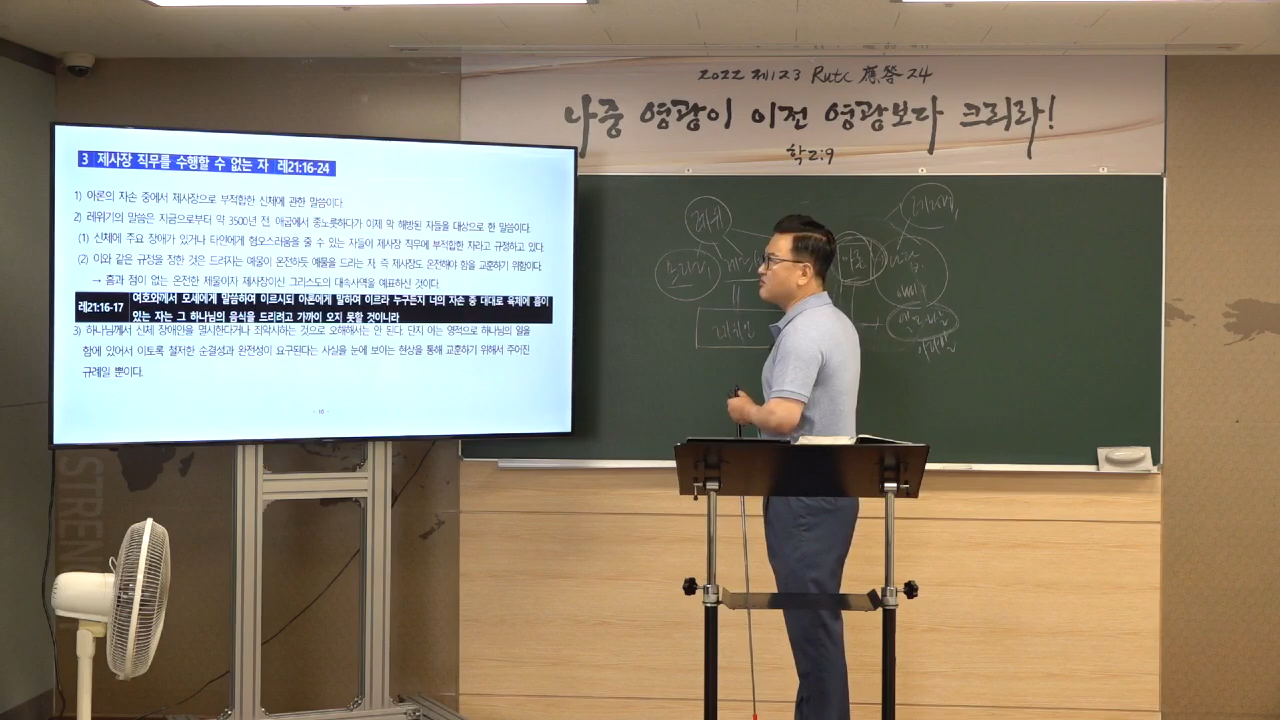 2022 제123 Rutc 應答 24
나중 영광이 이전 영광보다 크리라!
학2:9
3 제사장 직무를 수행할 수 없는 자 레21:16-24
1) 아론의 자손 중에서 제사장으로 부적합한 신체에 관한 말씀이다.
2) 레위기의 말씀은 지금으로부터 약 3500년 전, 애굽에서 종노릇하다가 이제 막 해방된 자들을 대상으로 한 말씀이다.
(1) 신체에 주요 장애가 있거나 타인에게 혐오스러움을 줄 수 있는 자들이 제사장 직무에 부적합한 자라고 규정하고 있다.
(2) 이와 같은 규정을 정한 것은 드려지는 예물이 온전하듯 예물을 드리는 자, 즉 제사장도 온전해야 함을 교훈하기 위함이다.
→ 흠과 점이 없는 온전한 제물이자 제사장이신 그리스도의 대속사역을 예표하신 것이다.
레21:16-17 여호와께서 모세에게 말씀하여 이르시되 아론에게 말하여 이르라 누구든지 너의 자손 중 대대로 육체에 흠이
있는 자는 그 하나님의 음식을 드리려고 가까이 오지 못할 것이니라
3) 하나님께서 신체 장애안을 멸시한다거나 죄악시하는 것으로 오해해서는 안 된다. 단지 이는 영적으로 하나님의 일을
함에 있어서 이토록 철저한 순결성과 완전성이 요구된다는 사실을 눈에 보이는 현상을 통해 교훈하기 위해서 주어진
규례일 뿐이다.
- 10 -
레위
아론
STREN